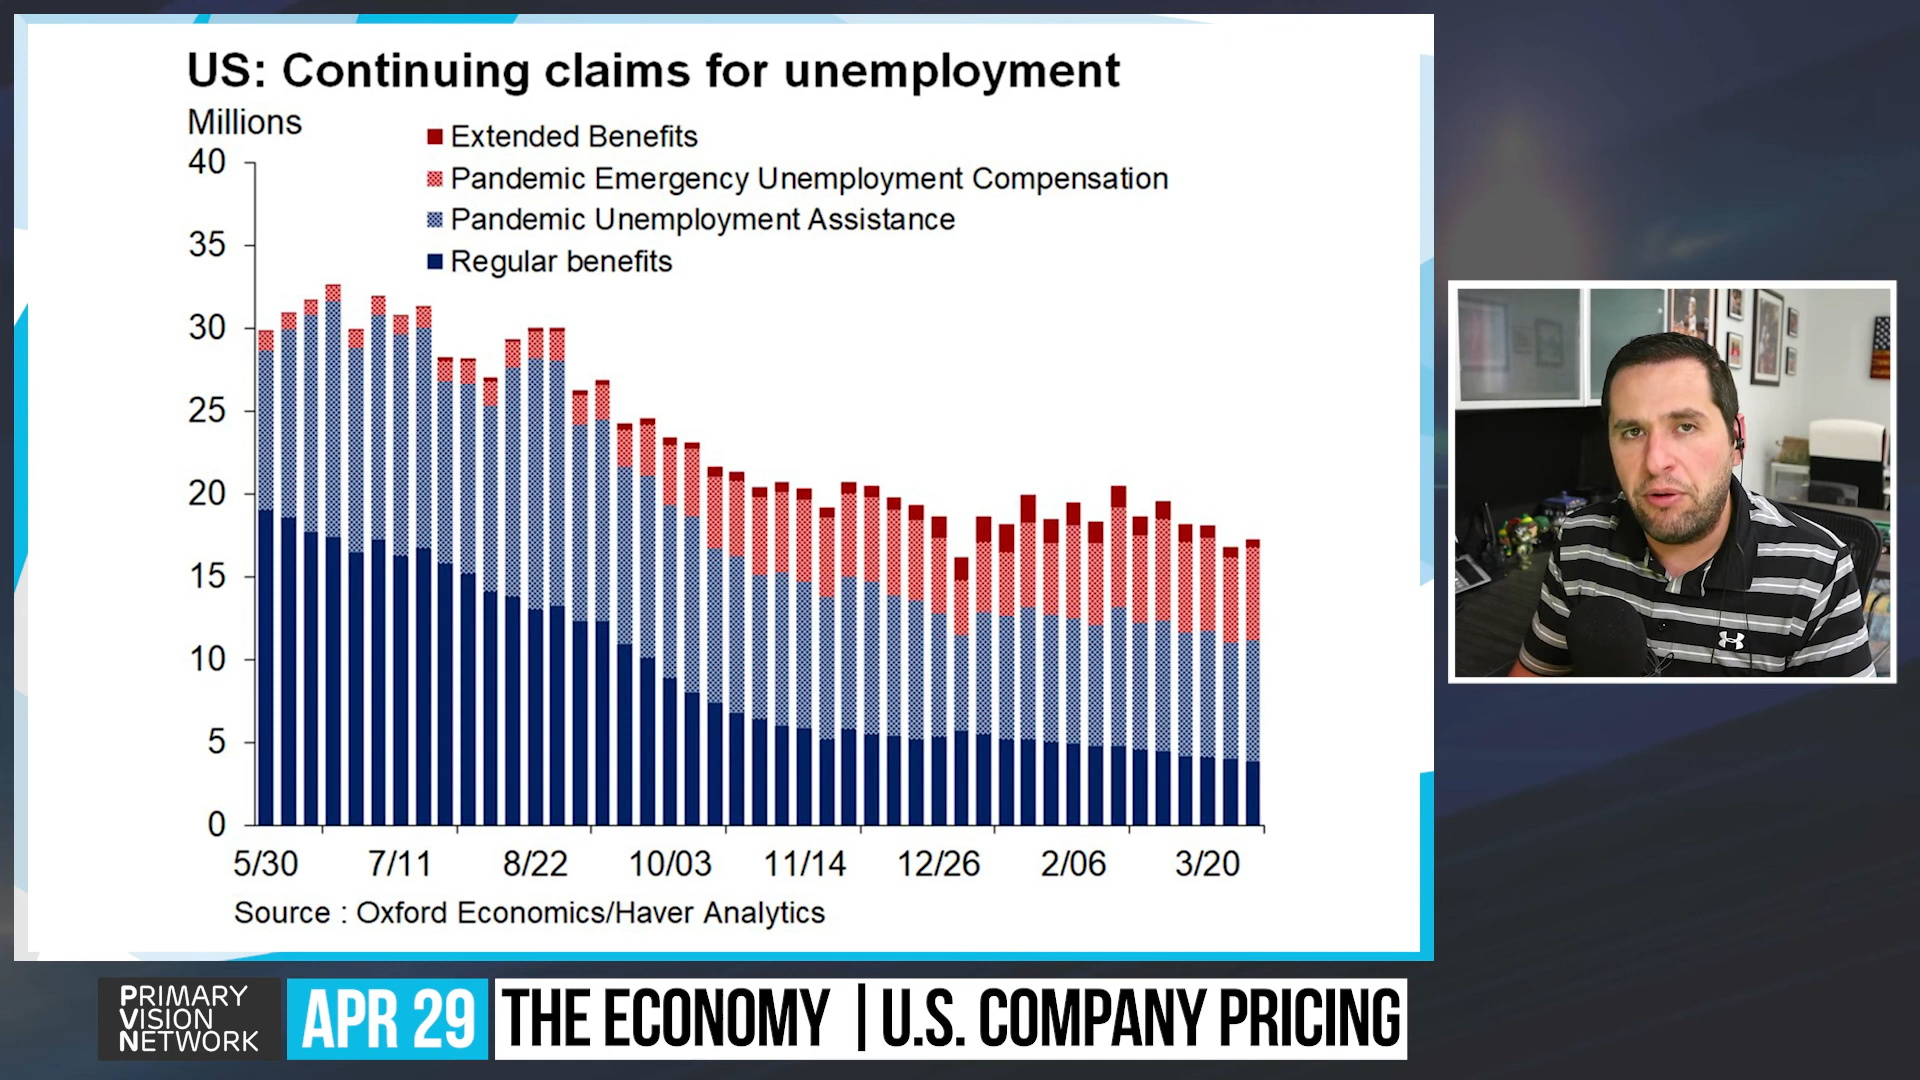 US: Continuing claims for unemployment
Millions
Extended Benefits
Pandemic Emergency Unemployment Compensation
Pandemic Unemployment Assistance
Regular benefits
40
35
30
25
20
15
10
5
0
5/30 7/11 8/22 10/03 11/14 12/26 2/06 3/20
Source : Oxford Economics/Haver Analytics
PRIMARY
VISION
NETWORK
APR 29
THE ECONOMY | U.S. COMPANY PRICING